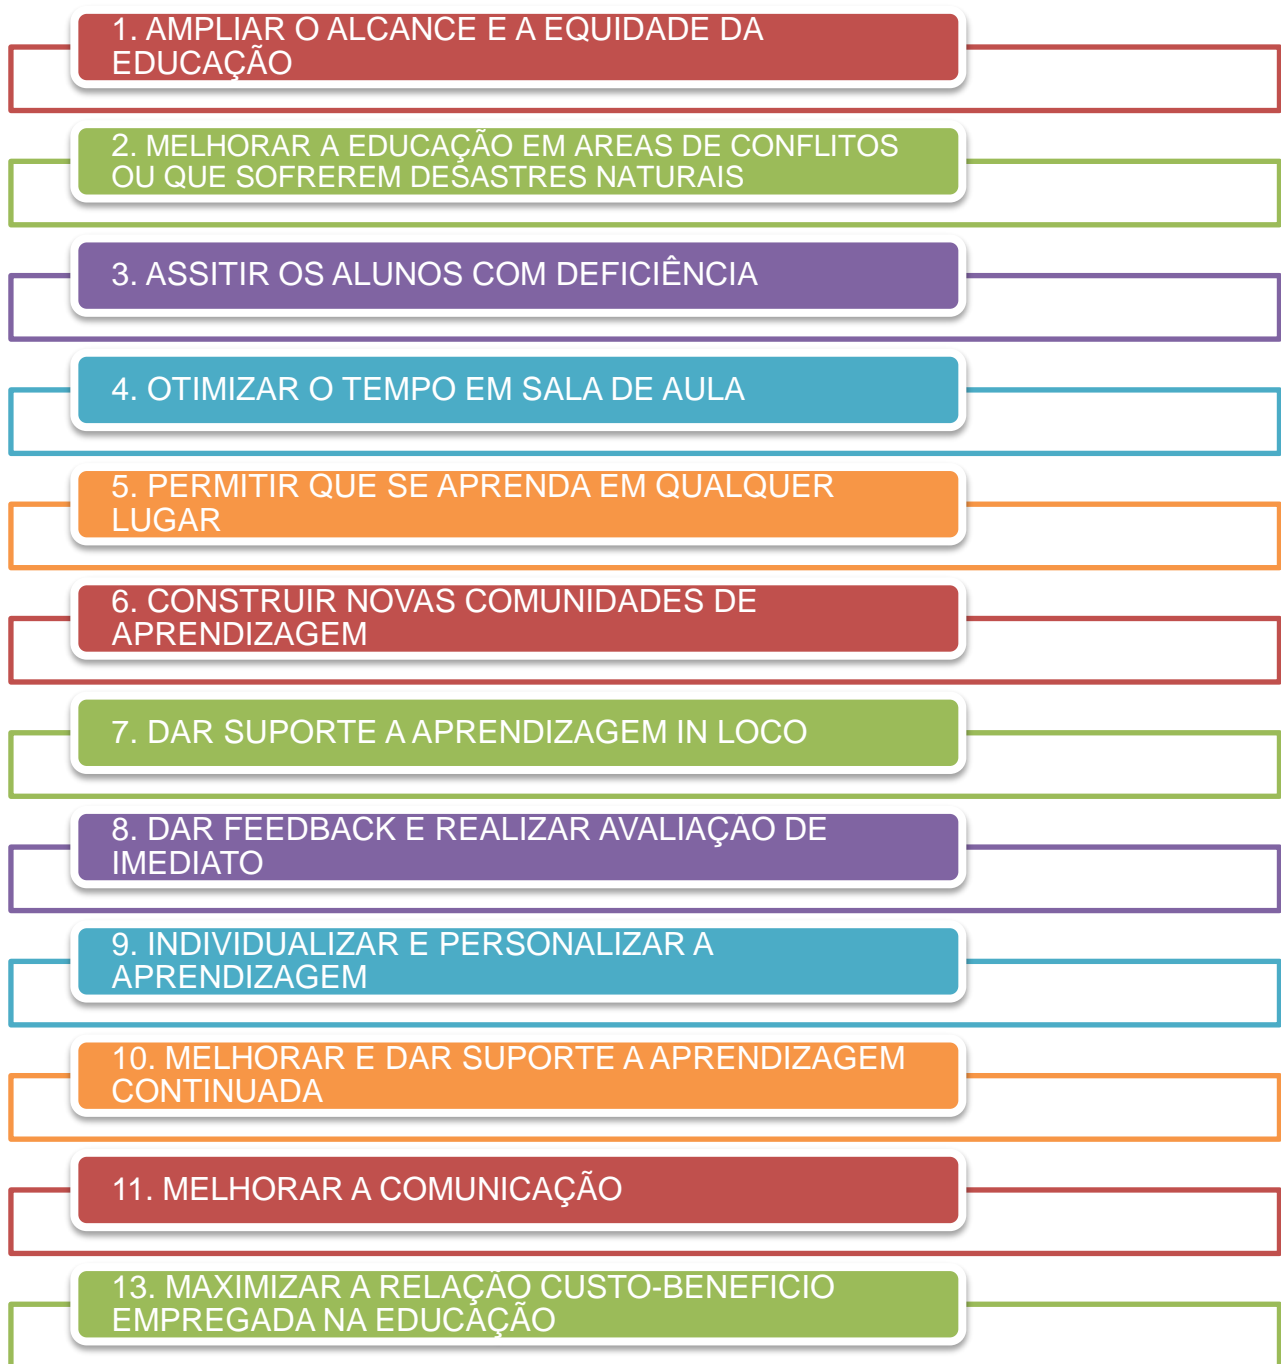 1. AMPLIAR O ALCANCE E A EQUIDADE DA
EDUCAÇÃO
2. MELHORAR A EDUCAÇÃO EM AREAS DE CONFLITOS
OU QUE SOFREREM DESASTRES NATURAIS
3. ASSITIR OS ALUNOS COM DEFICIÊNCIA
4. OTIMIZAR O TEMPO EM SALA DE AULA
5. PERMITIR QUE SE APRENDA EM QUALQUER
LUGAR
6. CONSTRUIR NOVAS COMUNIDADES DE
APRENDIZAGEM
7. DAR SUPORTE A APRENDIZAGEM IN LOCO
8. DAR FEEDBACK E REALIZAR AVALIAÇAO DE
IMEDIATO
9. INDIVIDUALIZAR E PERSONALIZAR A
APRENDIZAGEM
10. MELHORAR E DAR SUPORTE A APRENDIZAGEM
CONTINUADA
11. MELHORAR A COMUNICAÇÃO
13. MAXIMIZAR A RELAÇÃO CUSTO-BENEFICIO
EMPREGADA NA EDUCAÇÃO